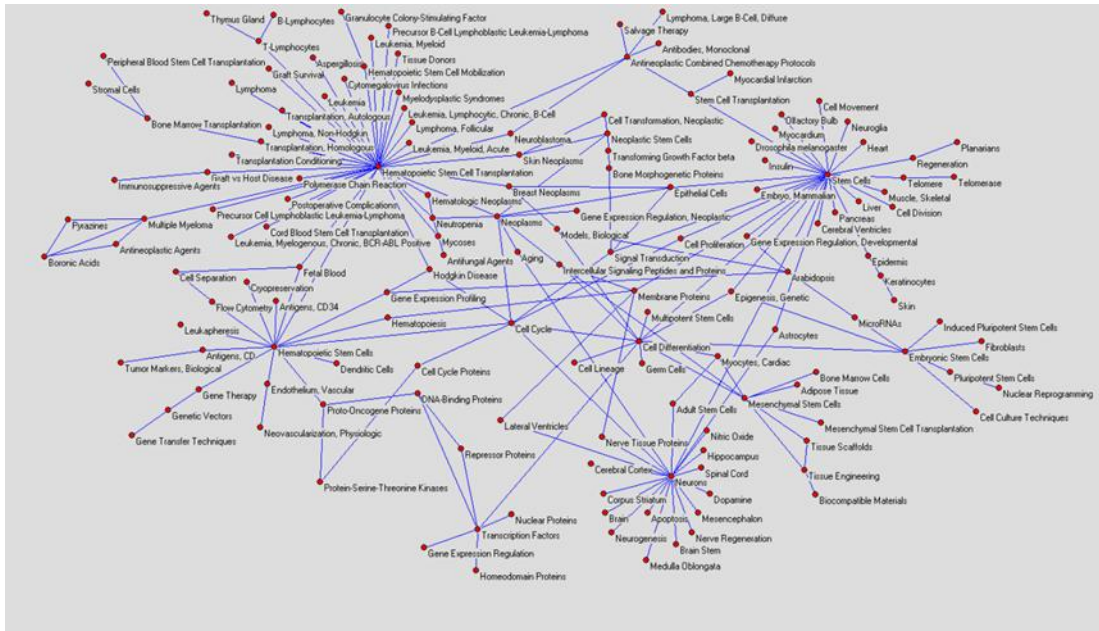 Thymus Gland
B-Lymphocytes
Granulocyte Colony-Stimulating Factor
Precursor B-Cell Lymphoblastic Leukemia-Lymphoma
T-Lymphocytes
Leukemia, Myeloid
Tissue Donors
Peripheral Blood Stem Cell Transplantation
Aspergillosis
Hematopoietic Stem Cell Mobilization
Graft Survival
Cytomegalovirus Infections
Stromal Cells
Lymphoma
Leukemia
Myelodysplastic Syndromes
Transplantation, Autologous
Leukemia, Lymphocytic, Chronic, B-Cell
Bone Marrow Transplantation
Lymphoma, Non-Hodgkin
Lymphoma, Follicular
Transplantation, Homologous
Leukemia, Myeloid, Acute
Transplantation Conditioning
Hematopoietic Stem Cell Transplantation
Immunosuppressive Agents
Graft vs Host Disease
Polymerase Chain Reaction
Postoperative Complications
Hematologic Neoplasms
Precursor Cell Lymphoblastic Leukemia-Lymphoma
Pyrazines
Multiple Myeloma
Cord Blood Stem Cell Transplantation
Neutropenia
Leukemia, Myelogenous, Chronic, BCR-ABL Positive
Mycoses
Antineoplastic Agents
Antifungal Agents
Boronic Acids
Hodgkin Disease
Lymphoma, Large B-Cell, Diffuse
Salvage Therapy
Antibodies, Monoclonal
Antineoplastic Combined Chemotherapy Protocols
Myocardial Infarction
Stem Cell Transplantation
Cell Transformation, Neoplastic
Neuroblastoma
Neoplastic Stem Cells
Skin Neoplasms
Transforming Growth Factor beta
Bone Morphogenetic Proteins
Breast Neoplasms
Epithelial Cells
Neoplasms
Gene Expression Regulation, Neoplastic
Models, Biological
Cell Proliferation
Aging
Signal Transduction
Intercellular Signaling Peptides and Proteins
Cell Movement
Olfactory Bulb
Myocardium
Neuroglia
Drosophila melanogaster
Heart
Planarians
Insulin
Regeneration
Stem Cells
Telomere
Telomerase
Embryo, Mammalian
Liver
Muscle, Skeletal
Pancreas
Cell Division
Cerebral Ventricles
Gene Expression Regulation, Developmental
Epidermis
Arabidopsis
Keratinocytes
Skin
Cell Separation
Fetal Blood
Cryopreservation
Flow Cytometry
Antigens, CD34
Gene Expression Profiling
Membrane Proteins
Epigenesis, Genetic
Leukapheresis
Hematopoiesis
Cell Cycle
Multipotent Stem Cells
MicroRNAs
Induced Pluripotent Stem Cells
Astrocytes
Fibroblasts
Antigens, CD
Hematopoietic Stem Cells
Cell Differentiation
Embryonic Stem Cells
Tumor Markers, Biological
Dendritic Cells
Cell Cycle Proteins
Cell Lineage
Germ Cells
Myocytes, Cardiac
Bone Marrow Cells
Pluripotent Stem Cells
Adipose Tissue
Nuclear Reprogramming
Gene Therapy
Endothelium, Vascular
DNA-Binding Proteins
Mesenchymal Stem Cells
Genetic Vectors
Proto-Oncogene Proteins
Adult Stem Cells
Cell Culture Techniques
Gene Transfer Techniques
Neovascularization, Physiologic
Lateral Ventricles
Mesenchymal Stem Cell Transplantation
Nerve Tissue Proteins
Nitric Oxide
Tissue Scaffolds
Repressor Proteins
Hippocampus
Cerebral Cortex
Spinal Cord
Neurons
Tissue Engineering
Protein-Serine-Threonine Kinases
Corpus Striatum
Dopamine
Biocompatible Materials
Nuclear Proteins
Brain
Apoptosis
Mesencephalon
Transcription Factors
Neurogenesis
Nerve Regeneration
Gene Expression Regulation
Brain Stem
Medulla Oblongata
Homeodomain Proteins